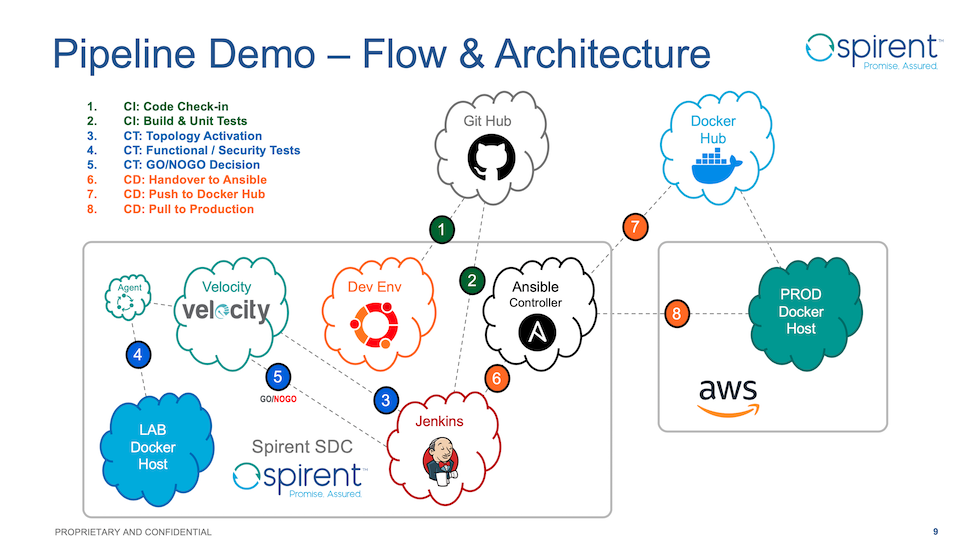 Pipeline Demo – Flow & Architecture
spirent™
Promise. Assured.
1. CI: Code Check-in
2. CI: Build & Unit Tests
3. CT: Topology Activation
4. CT: Functional / Security Tests
5. CT: GO/NOGO Decision
6. CD: Handover to Ansible
7. CD: Push to Docker Hub
8. CD: Pull to Production
Git Hub
Docker
Hub
1
7
2
Agent
Velocity
velocity
Dev Env
Ansible
Controller
PROD
Docker
Host
8
4
5
GO/NOGO
3
6
aws
Jenkins
LAB
Docker
Host
Spirent SDC
spirent™
Promise. Assured.
PROPRIETARY AND CONFIDENTIAL
9